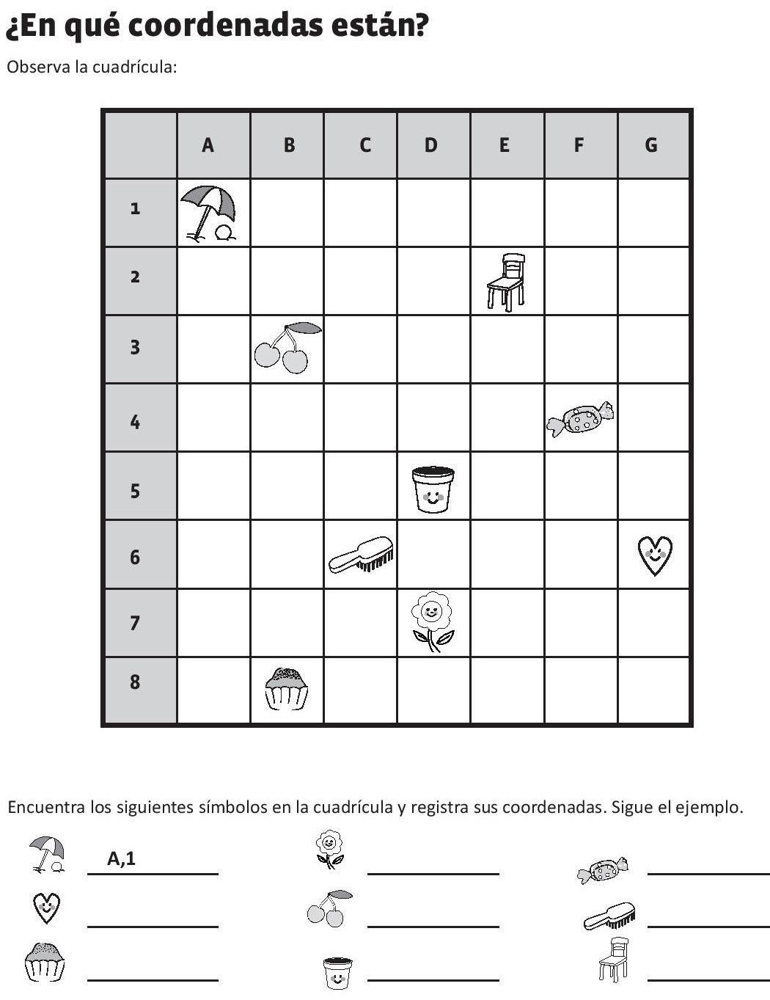 ¿En qué coordenadas están?
Observa la cuadrícula:
A B C D E F G
1
2
3
4
5
6
7
8
Encuentra los siguientes símbolos en la cuadrícula y registra sus coordenadas. Sigue el ejemplo.
A,1